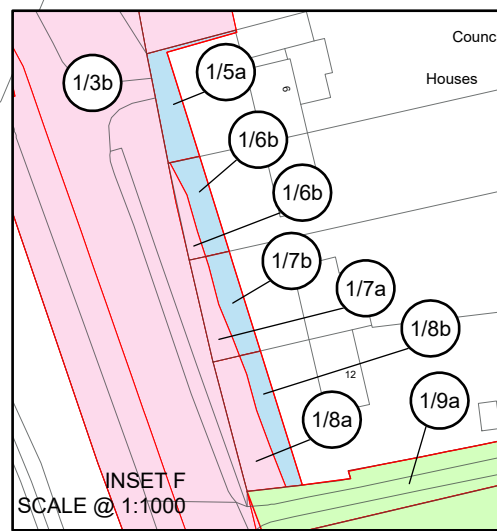 Counc
Houses
1/3b
1/5a
6
1/6b
1/6b
1/7b
1/7a
1/8b
12
1/9a
1/8a
INSET F
SCALE @ 1:1000